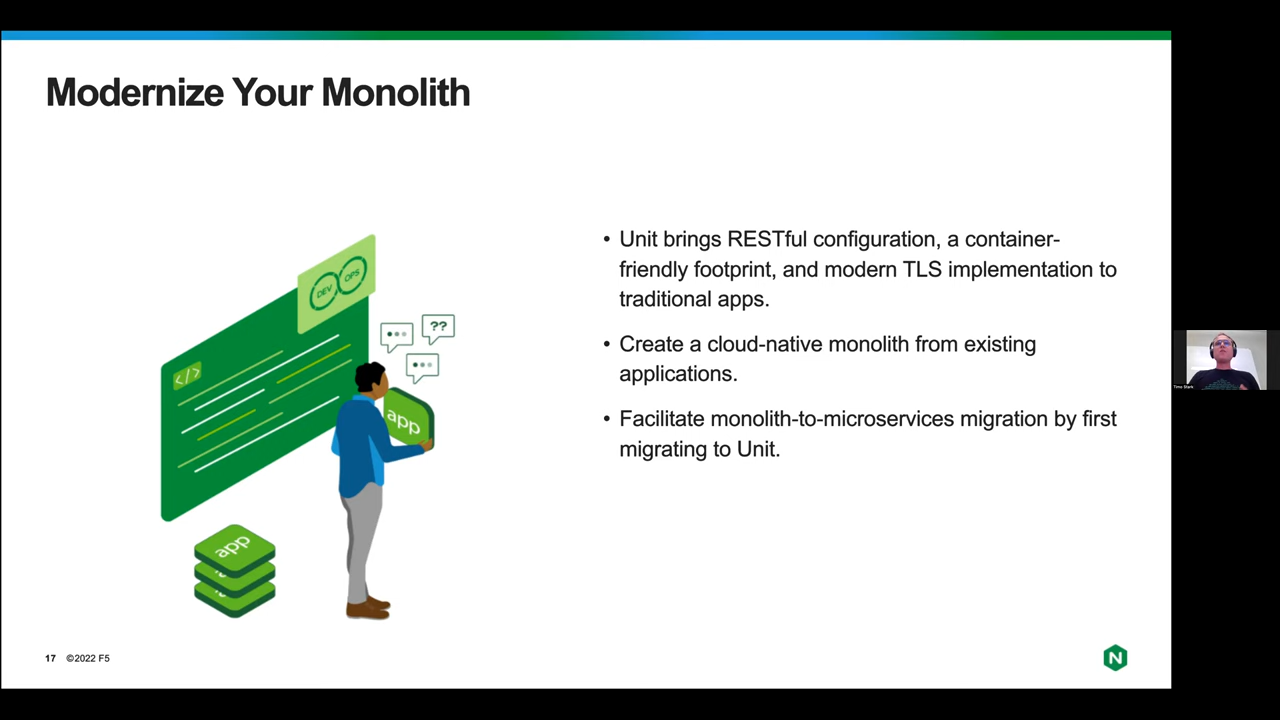 Modernize Your Monolith
DEV OPS
</>
??
app
app
• Unit brings RESTful configuration, a container-
friendly footprint, and modern TLS implementation to
traditional apps.
• Create a cloud-native monolith from existing
applications.
• Facilitate monolith-to-microservices migration by first
migrating to Unit.
Timo Stark
17 ©2022 F5
N